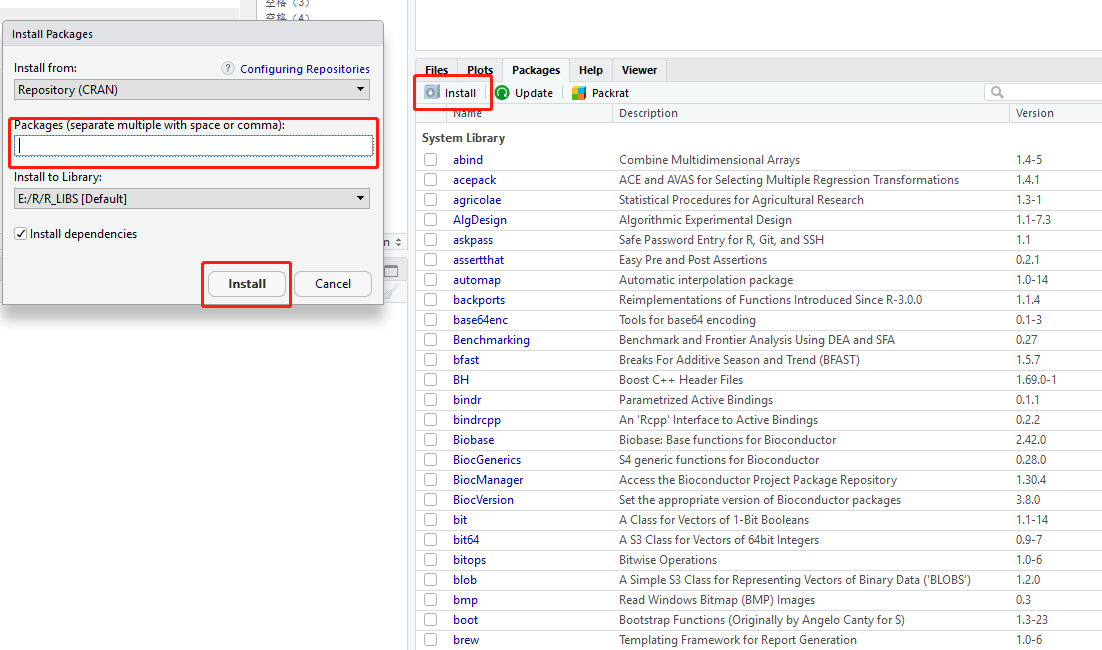 空格（3）
空格（4）
Install Packages
Install from:
? Configuring Repositories
Repository (CRAN)
Packages (separate multiple with space or comma):
Install to Library:
E:/R/R_LIBS [Default]
Install dependencies
Install
Cancel
Files Plots Packages Help Viewer
Install Update Packrat
Name Description Version
System Library
abind Combine Multidimensional Arrays 1.4-5
acepack ACE and AVAS for Selecting Multiple Regression Transformations 1.4.1
agricolae Statistical Procedures for Agricultural Research 1.3-1
AlgDesign Algorithmic Experimental Design 1.1-7.3
askpass Safe Password Entry for R, Git, and SSH 1.1
assertthat Easy Pre and Post Assertions 0.2.1
automap Automatic interpolation package 1.0-14
backports Reimplementations of Functions Introduced Since R-3.0.0 1.1.4
base64enc Tools for base64 encoding 0.1-3
Benchmarking Benchmark and Frontier Analysis Using DEA and SFA 0.27
bfast Breaks For Additive Season and Trend (BFAST) 1.5.7
BH Boost C++ Header Files 1.69.0-1
bindr Parametrized Active Bindings 0.1.1
bindrcpp An 'Rcpp' Interface to Active Bindings 0.2.2
Biobase Biobase: Base functions for Bioconductor 2.42.0
BiocGenerics S4 generic functions for Bioconductor 0.28.0
BiocManager Access the Bioconductor Project Package Repository 1.30.4
BiocVersion Set the appropriate version of Bioconductor packages 3.8.0
bit A Class for Vectors of 1-Bit Booleans 1.1-14
bit64 A S3 Class for Vectors of 64bit Integers 0.9-7
bitops Bitwise Operations 1.0-6
blob A Simple S3 Class for Representing Vectors of Binary Data ('BLOBS') 1.2.0
bmp Read Windows Bitmap (BMP) Images 0.3
boot Bootstrap Functions (Originally by Angelo Canty for S) 1.3-23
brew Templating Framework for Report Generation 1.0-6